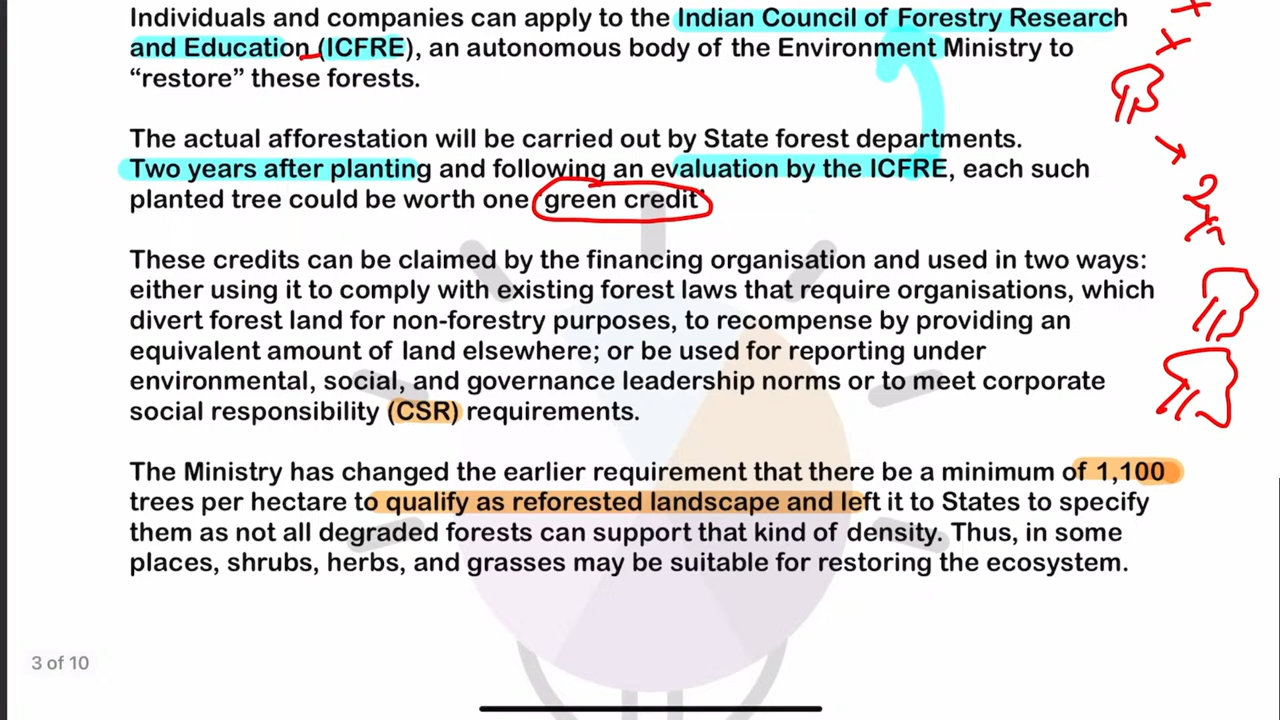 Individuals and companies can apply to the Indian Council of Forestry Research
and Education (ICFRE), an autonomous body of the Environment Ministry to
“restore” these forests.
The actual afforestation will be carried out by State forest departments.
Two years after planting and following an evaluation by the ICFRE, each such
planted tree could be worth one ‘green credit’
These credits can be claimed by the financing organisation and used in two ways:
either using it to comply with existing forest laws that require organisations, which
divert forest land for non-forestry purposes, to recompense by providing an
equivalent amount of land elsewhere; or be used for reporting under
environmental, social, and governance leadership norms or to meet corporate
social responsibility (CSR) requirements.
The Ministry has changed the earlier requirement that there be a minimum of 1,100
trees per hectare to qualify as reforested landscape and left it to States to specify
them as not all degraded forests can support that kind of density. Thus, in some
places, shrubs, herbs, and grasses may be suitable for restoring the ecosystem.
3 of 10